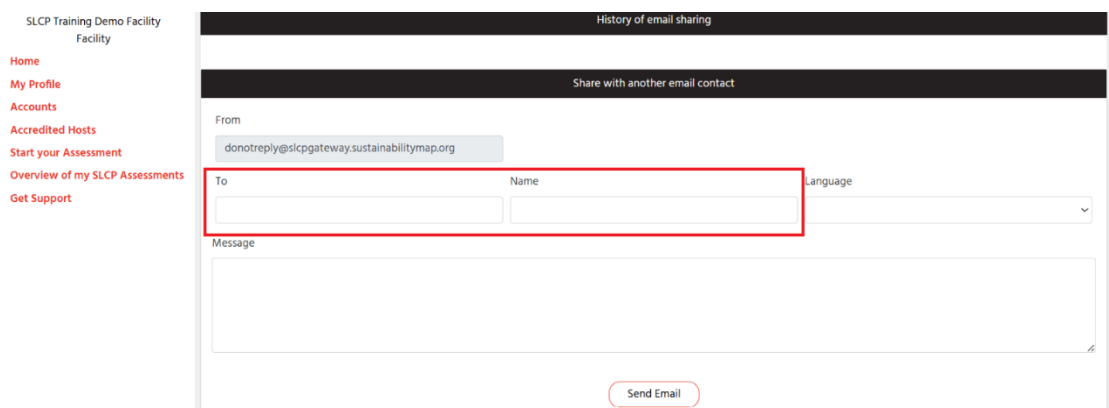 SLCP Training Demo Facility
Facility
Home
My Profile
Accounts
Accredited Hosts
Start your Assessment
Overview of my SLCP Assessments
Get Support
History of email sharing
Share with another email contact
From
donotreply@slcpgateway.sustainabilitymap.org
To Name Language
Message
Send Email